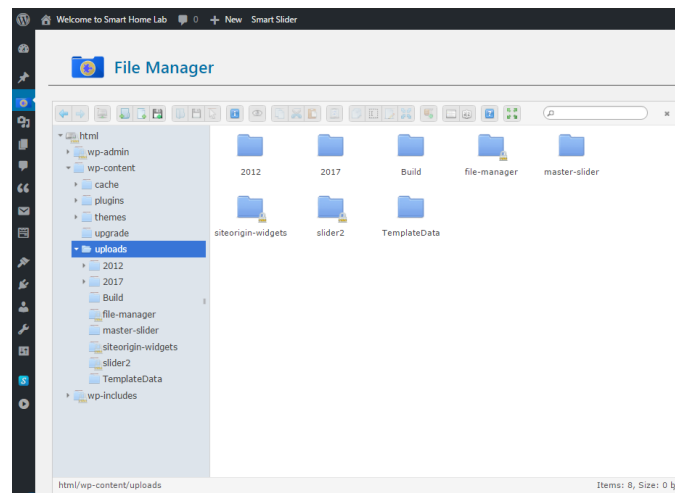 Welcome to Smart Home Lab 0 + New Smart Slider
File Manager
html
wp-admin
wp-content
cache
plugins
themes
upgrade
uploads
2012
2017
Build
file-manager
master-slider
siteorigin-widgets
slider2
TemplateData
wp-includes
2012 2017 Build file-manager master-slider
siteorigin-widgets slider2 TemplateData
html/wp-content/uploads Items: 8, Size: 0